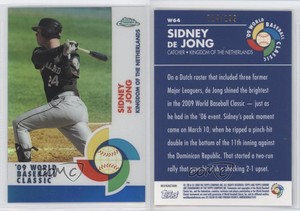 Topps
Chrome
SIDNEY
DE JONG
KINGDOM OF THE NETHERLANDS
'09 WORLD
BASEBALL
CLASSIC
W64
SIDNEY
DE JONG
CATCHER • KINGDOM OF THE NETHERLANDS
'09 WORLD BASEBALL CLASSIC
On a Dutch roster that included three former
Major Leaguers, de Jong shined the brightest
in the 2009 World Baseball Classic — just as
he had in the '06 event. Sidney's peak moment
came on March 10, when he ripped a pinch-hit
double in the bottom of the 11th inning against
the Dominican Republic. That started a two-run
rally that
2-1 upset.
Topps